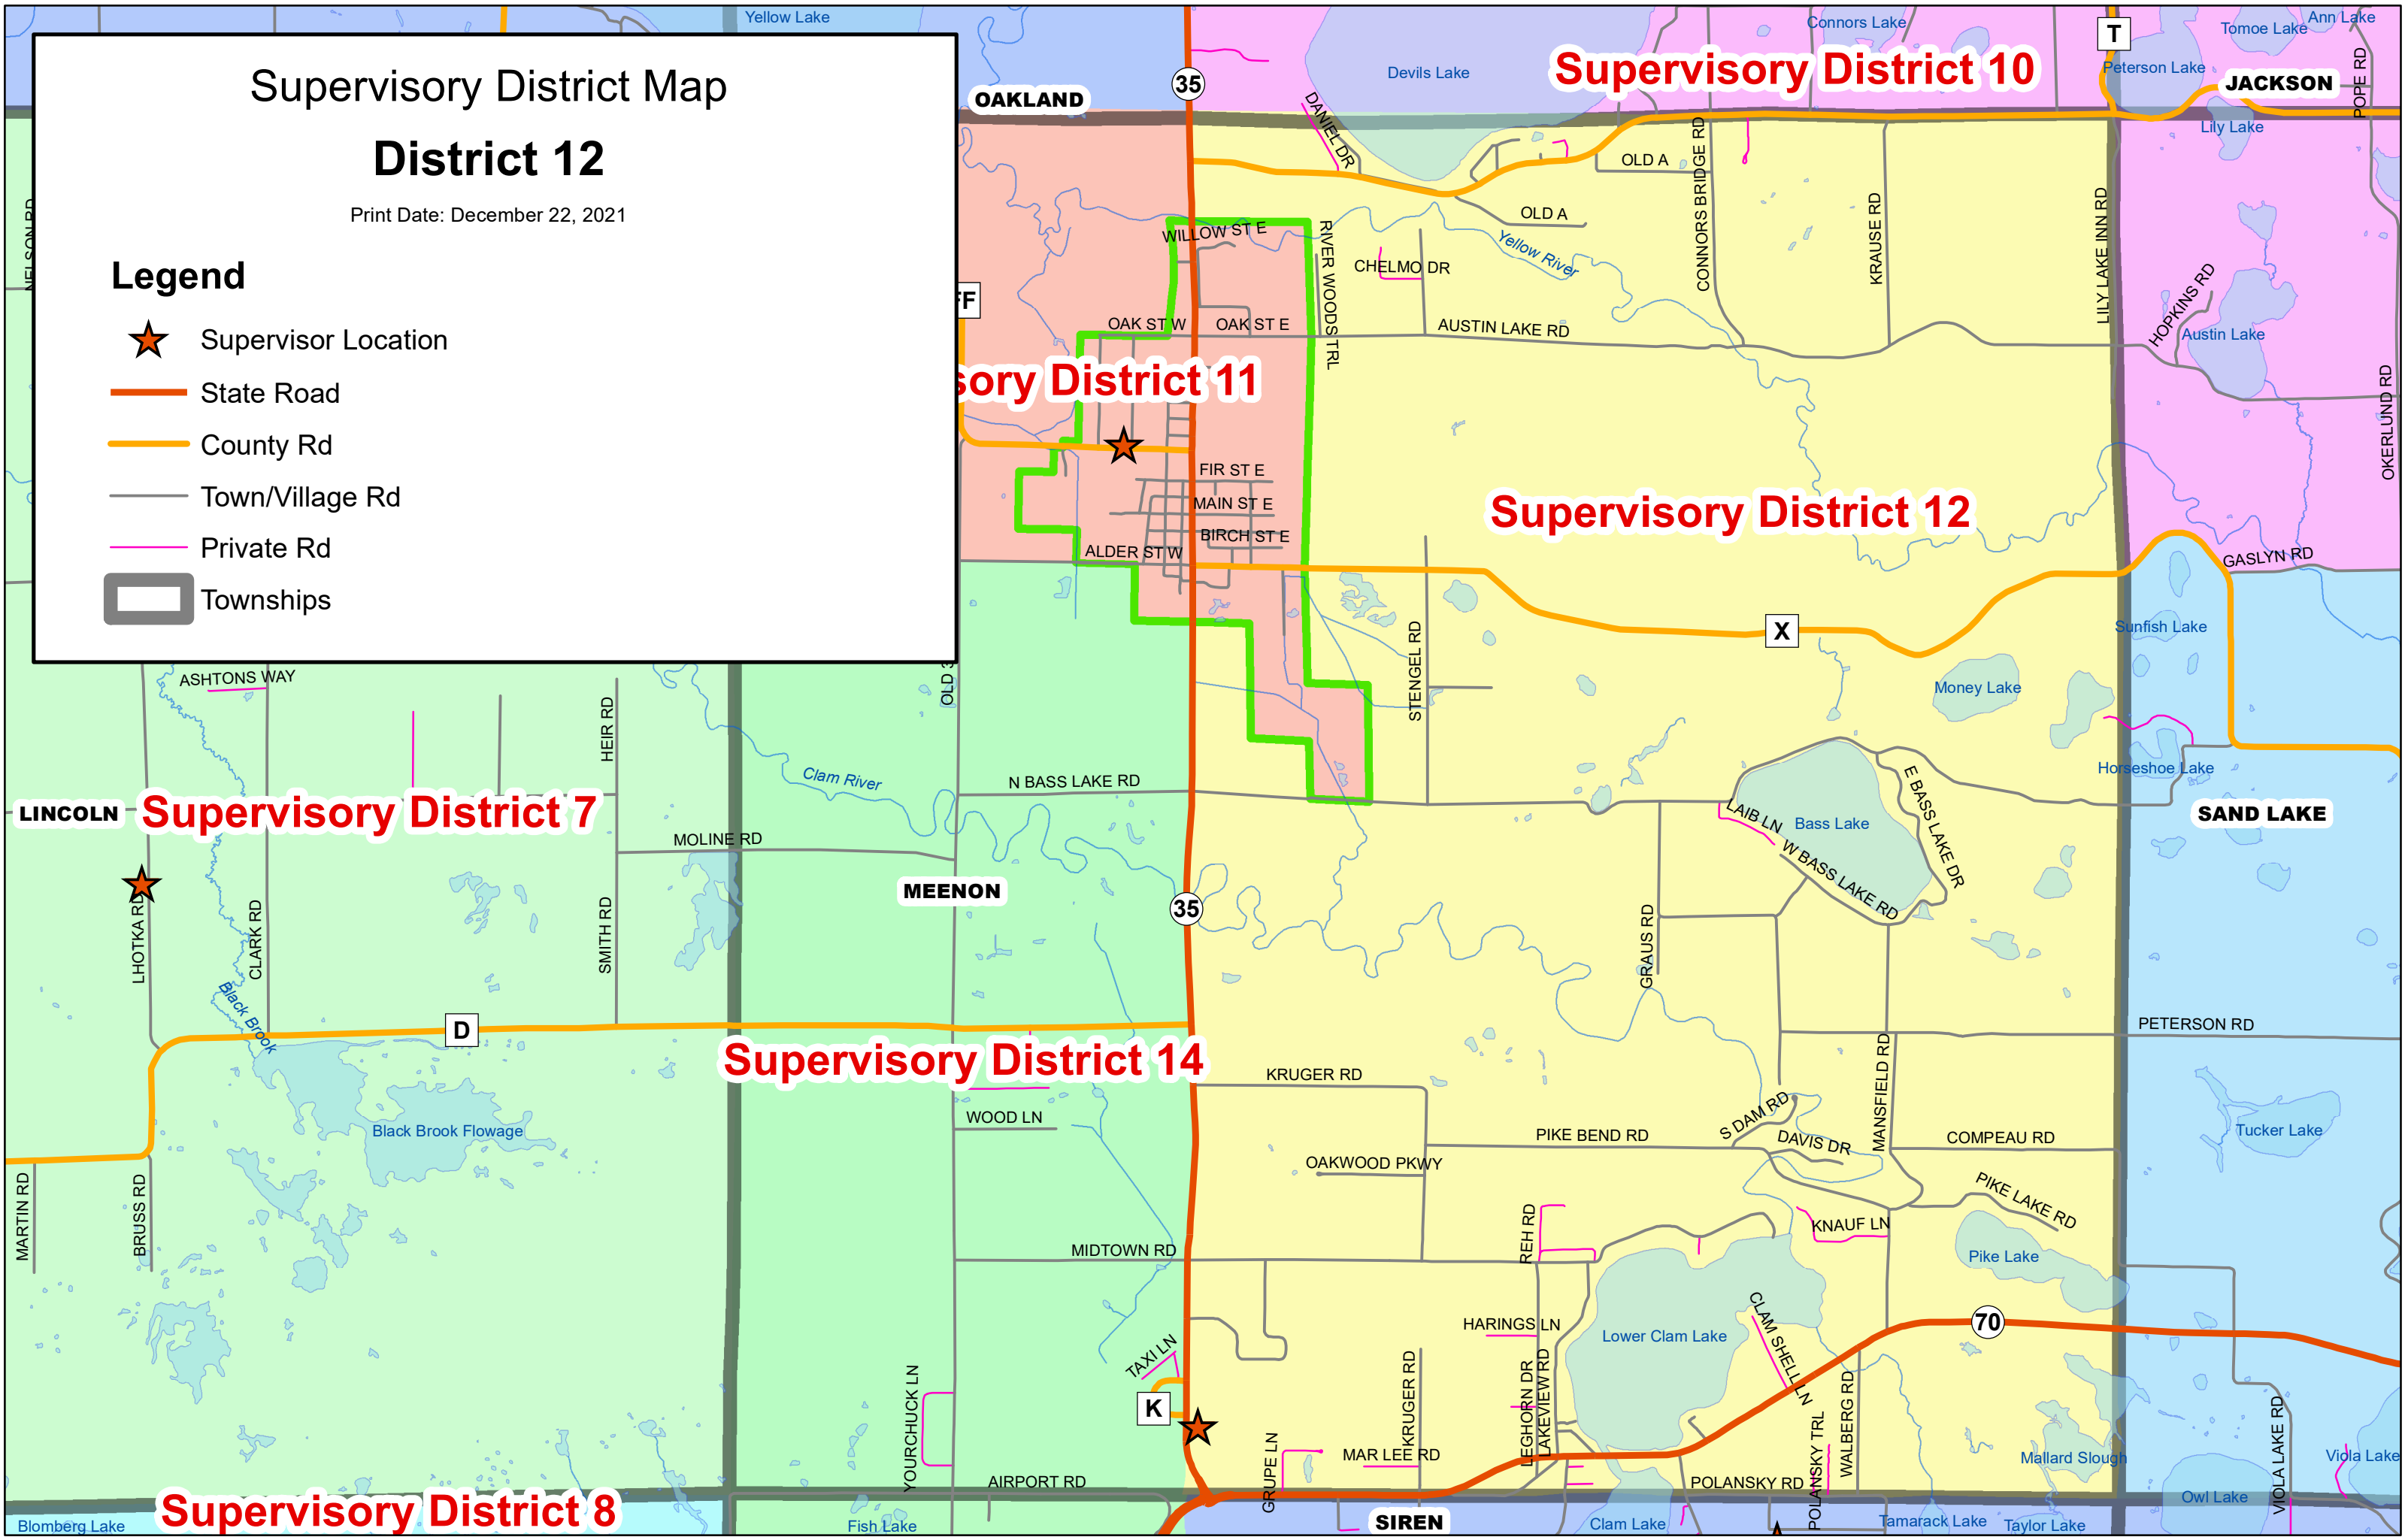 Supervisory District Map
District 12
Print Date: December 22, 2021
Legend
Supervisor Location
State Road
County Rd
Town/Village Rd
Private Rd
Townships
Yellow Lake
OAKLAND
35
Devils Lake
Connors Lake
Supervisory District 10
T
Tomoe Lake
Ann Lake
Peterson Lake
JACKSON
POPE RD
Lily Lake
DANIEL DR
OLD A
CONNORS BRIDGE RD
OLD A
KRAUSE RD
LILY LAKE INN RD
NELSON RD
WILLOW ST E
RIVER WOODS TRL
CHELMO DR
Yellow River
HOPKINS RD
FF
OAK ST W
OAK ST E
AUSTIN LAKE RD
Austin Lake
sory District 11
OKERLUND RD
FIR ST E
MAIN ST E
BIRCH ST E
ALDER ST W
Supervisory District 12
GASLYN RD
X
Sunfish Lake
STENGEL RD
Money Lake
ASHTONS WAY
HEIR RD
OLD 3
Clam River
N BASS LAKE RD
Horseshoe Lake
LINCOLN
Supervisory District 7
SAND LAKE
LAIB LN
Bass Lake
E BASS LAKE DR
W BASS LAKE RD
MOLINE RD
MEENON
35
LHOTKA RD
CLARK RD
SMITH RD
GRAUS RD
Black Brook
D
PETERSON RD
Supervisory District 14
KRUGER RD
MANSFIELD RD
WOOD LN
Black Brook Flowage
PIKE BEND RD
S DAM RD
DAVIS DR
COMPEAU RD
Tucker Lake
OAKWOOD PKWY
MARTIN RD
BRUSS RD
PIKE LAKE RD
REH RD
KNAUF LN
MIDTOWN RD
Pike Lake
HARINGS LN
Lower Clam Lake
CLAM SHELL LN
70
TAXI LN
K
YOURCHUCK LN
KRUGER RD
LEGHORN DR
LAKEVIEW RD
WALBERG RD
POLANSKY TRL
VIOLA LAKE RD
GRUPE LN
MAR LEE RD
Mallard Slough
Viola Lake
AIRPORT RD
POLANSKY RD
Owl Lake
Supervisory District 8
Blomberg Lake
Fish Lake
SIREN
Clam Lake
Tamarack Lake
Taylor Lake